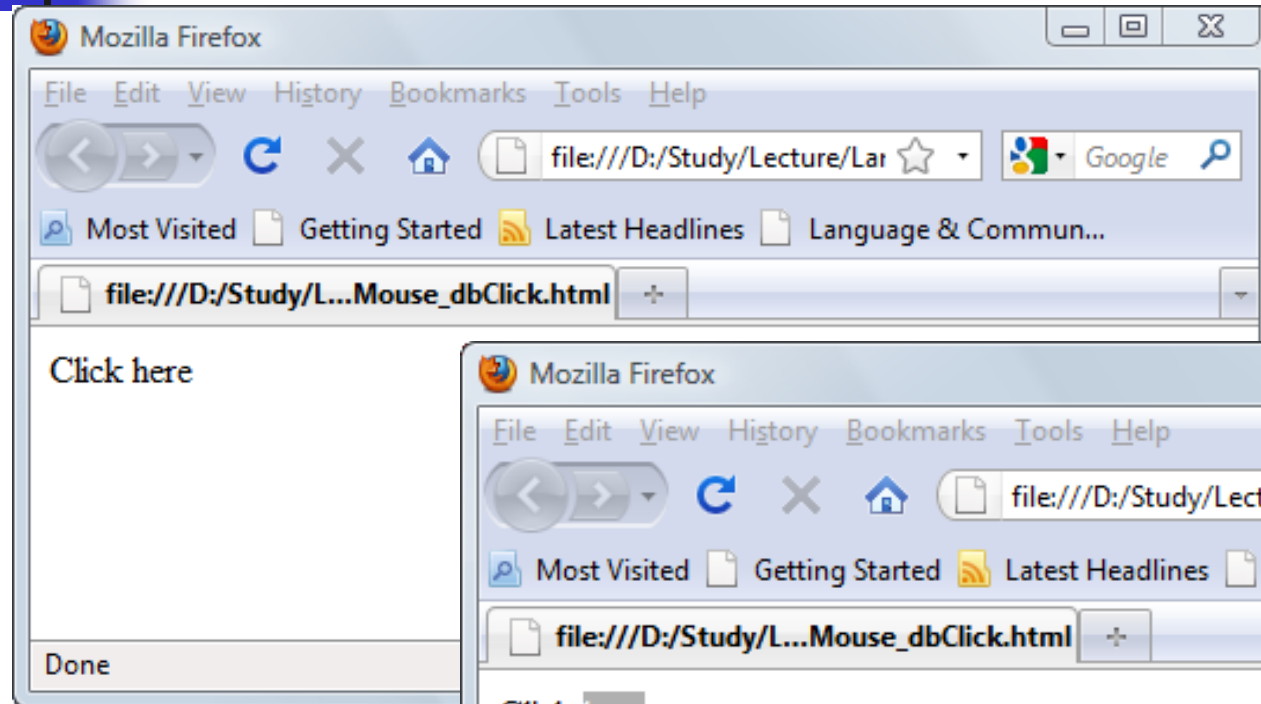 Mozilla Firefox
File Edit View History Bookmarks Tools Help
file:///D:/Study/Lecture/Lar Google
Most Visited Getting Started Latest Headlines Language & Commun...
file:///D:/Study/L...Mouse_dbClick.html
Click here
Done
Mozilla Firefox
File Edit View History Bookmarks Tools Help
file:///D:/Study/Lect
Most Visited Getting Started Latest Headlines
file:///D:/Study/L...Mouse_dbClick.html